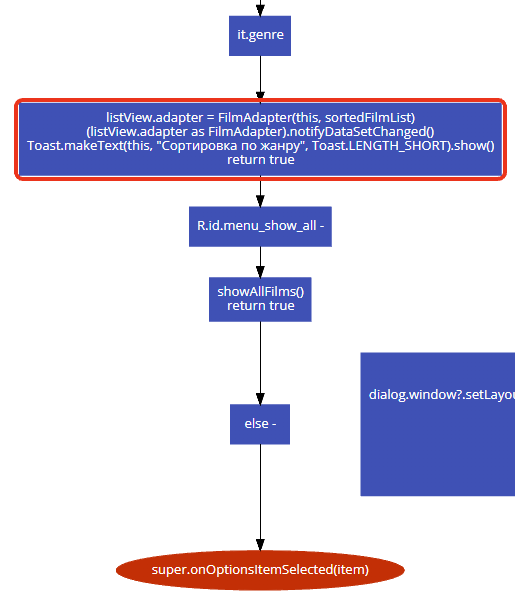 it.genre
listView.adapter = FilmAdapter(this, sortedFilmList)
(listView.adapter as FilmAdapter).notifyDataSetChanged()
Toast.makeText(this, "Сортировка по жанру", Toast.LENGTH_SHORT).show()
return true
R.id.menu_show_all -
showAllFilms()
return true
dialog.window?.setLayou
else -
super.onOptionsItemSelected(item)